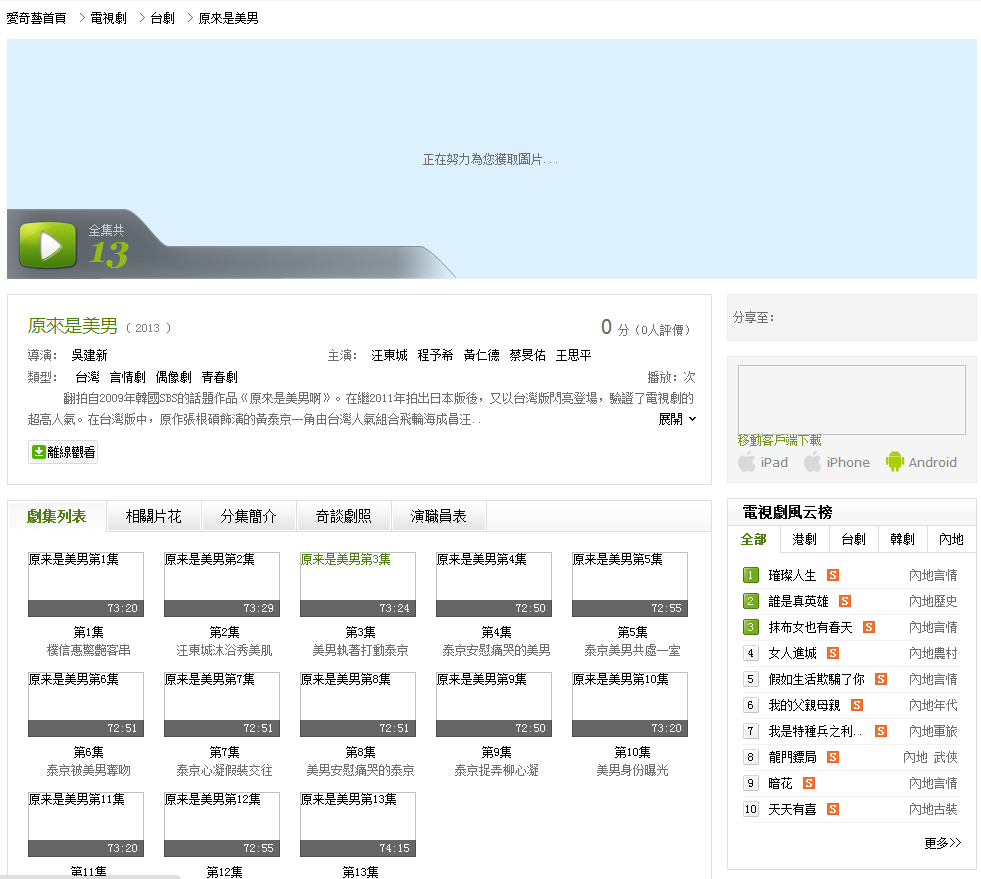 愛奇藝首頁 > 電視劇 > 台劇 > 原來是美男
正在努力為您獲取圖片...
全集共
13
原來是美男 ( 2013 )
0 分 (0人評價)
導演： 吳建新
主演： 汪東城 程予希 黃仁德 蔡旻佑 王思平
類型： 台灣 言情劇 偶像劇 青春劇
播放：次
翻拍自2009年韓國SBS的話題作品《原來是美男啊》。在繼2011年拍出日本版後，又以台灣版閃亮登場，驗證了電視劇的
超高人氣。在台灣版中，原作張根碩飾演的黃泰京一角由台灣人氣組合飛輪海成員汪..
展開
離線觀看
分享至：
移動客戶端下載
iPad iPhone Android
劇集列表 相關片花 分集簡介 奇談劇照 演職員表
原来是美男第1集 原来是美男第2集 原来是美男第3集 原来是美男第4集 原来是美男第5集
73:20 73:29 73:24 72:50 72:55
第1集 第2集 第3集 第4集 第5集
樸信惠驚艷客串 汪東城沐浴秀美肌 美男執著打動泰京 泰京安慰痛哭的美男 泰京美男共處一室
原来是美男第6集 原来是美男第7集 原来是美男第8集 原来是美男第9集 原来是美男第10集
72:51 72:51 72:51 72:50 73:20
第6集 第7集 第8集 第9集 第10集
泰京被美男奪吻 泰京心凝假裝交往 美男安慰痛哭的泰京 泰京捉弄柳心凝 美男身份曝光
原来是美男第11集 原来是美男第12集 原来是美男第13集
73:20 72:55 74:15
第11集 第12集 第13集
電視劇風云榜
全部 港劇 台劇 韓劇 內地
1 璀璨人生 S 內地言情
2 誰是真英雄 S 內地歷史
3 抹布女也有春天 S 內地言情
4 女人進城 S 內地農村
5 假如生活欺騙了你 S 內地言情
6 我的父親母親 S 內地年代
7 我是特種兵之利.. S 內地軍旅
8 龍門鏢局 S 內地 武俠
9 暗花 S 內地言情
10 天天有喜 S 內地古裝
更多>>